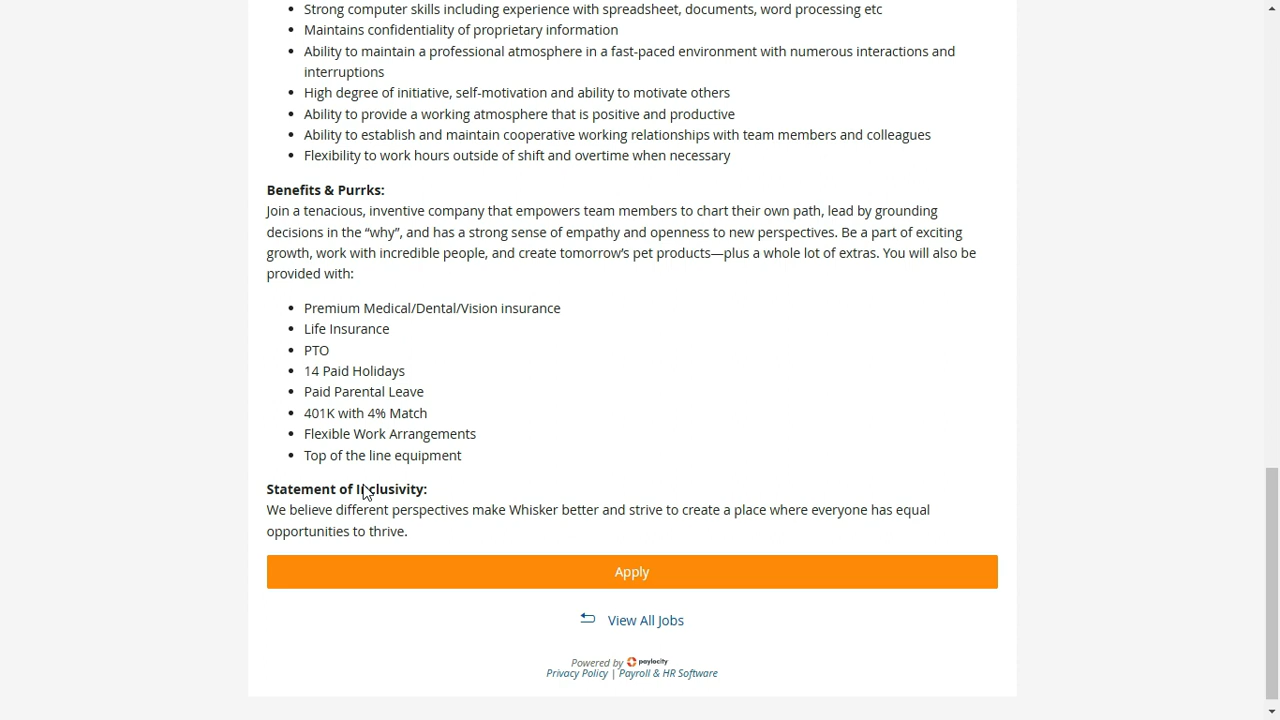 Strong computer skills including experience with spreadsheet, documents, word processing etc
Maintains confidentiality of proprietary information
Ability to maintain a professional atmosphere in a fast-paced environment with numerous interactions and
interruptions
High degree of initiative, self-motivation and ability to motivate others
Ability to provide a working atmosphere that is positive and productive
Ability to establish and maintain cooperative working relationships with team members and colleagues
Flexibility to work hours outside of shift and overtime when necessary
Benefits & Purrks:
Join a tenacious, inventive company that empowers team members to chart their own path, lead by grounding
decisions in the “why”, and has a strong sense of empathy and openness to new perspectives. Be a part of exciting
growth, work with incredible people, and create tomorrow’s pet products—plus a whole lot of extras. You will also be
provided with:
Premium Medical/Dental/Vision insurance
Life Insurance
PTO
14 Paid Holidays
Paid Parental Leave
401K with 4% Match
Flexible Work Arrangements
Top of the line equipment
Statement of Inclusivity:
We believe different perspectives make Whisker better and strive to create a place where everyone has equal
opportunities to thrive.
Apply
View All Jobs
Powered by paylocity
Privacy Policy | Payroll & HR Software